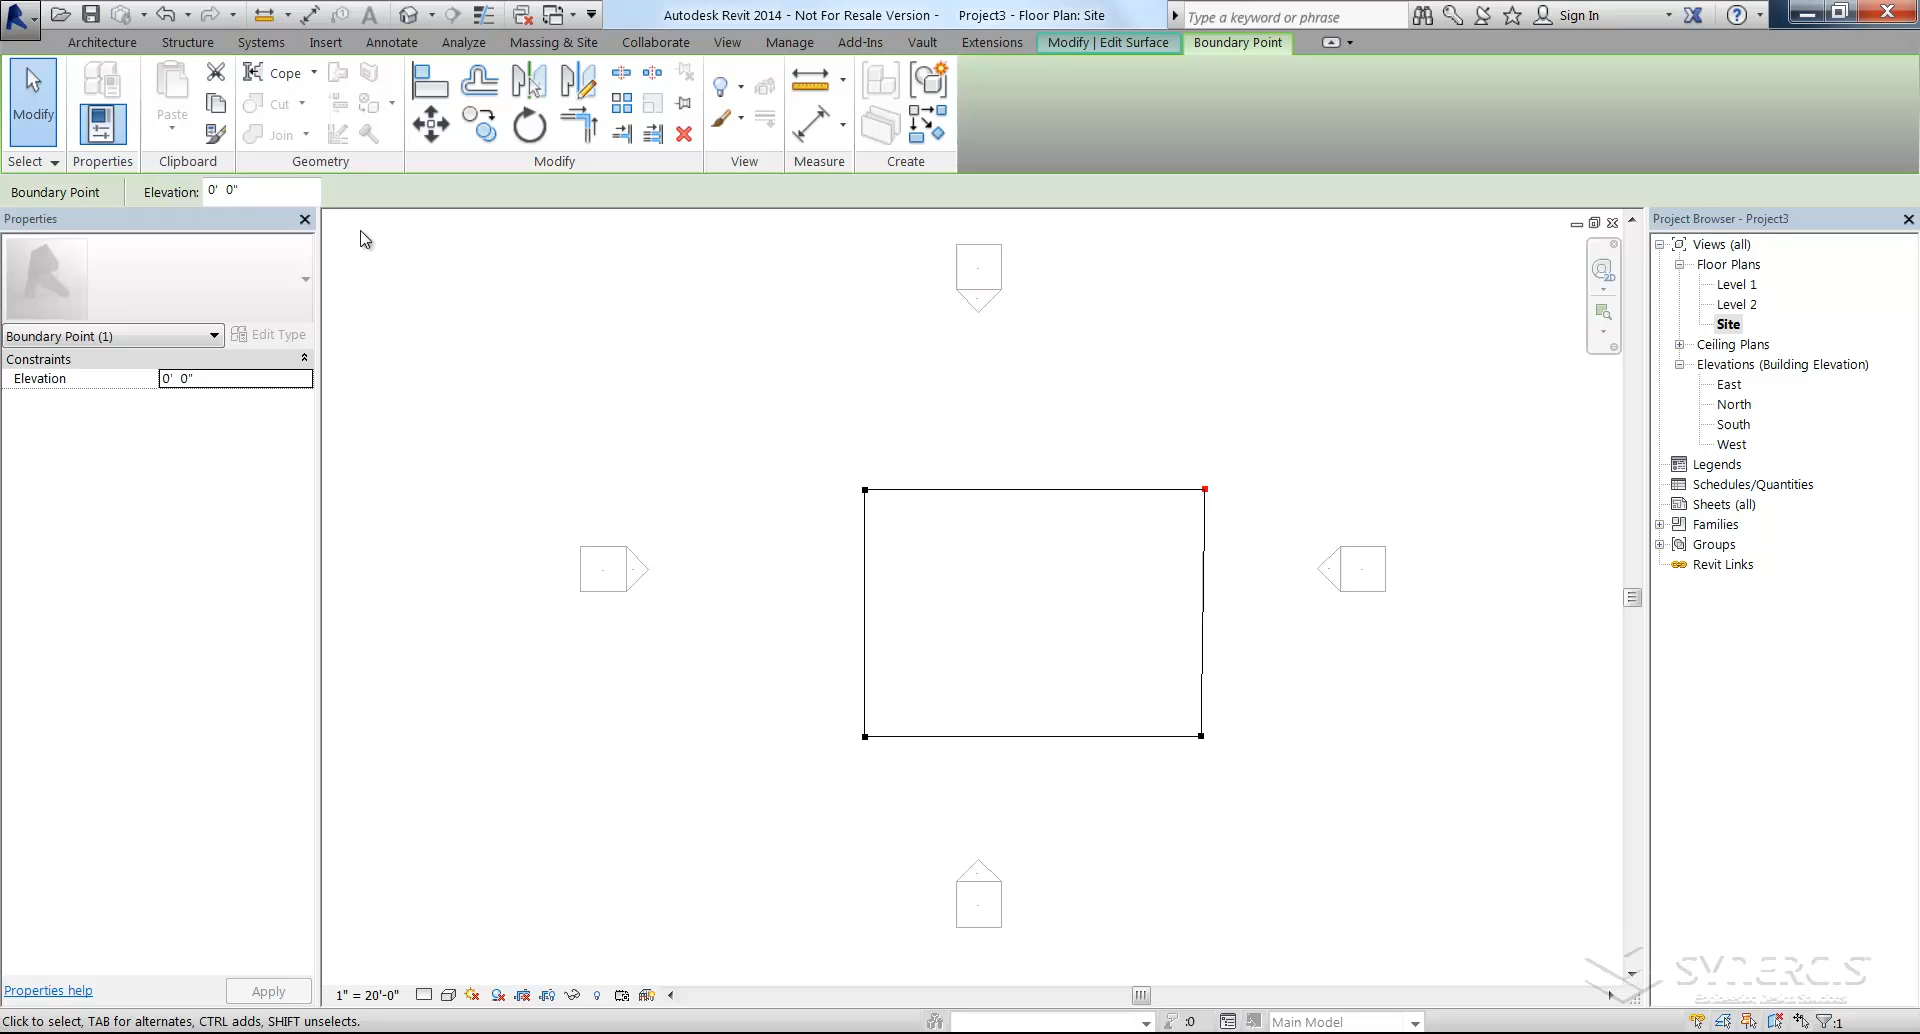 Autodesk Revit 2014 - Not For Resale Version - Project3 - Floor Plan: Site
Type a keyword or phrase
Sign In
Architecture Structure Systems Insert Annotate Analyze Massing & Site Collaborate View Manage Add-Ins Vault Extensions Modify | Edit Surface Boundary Point
Modify
Paste
Cope
Cut
Join
Select Properties Clipboard Geometry Modify View Measure Create
Boundary Point Elevation: 0' 0"
Properties
Boundary Point (1) Edit Type
Constraints
Elevation 0' 0"
Properties help Apply
2D
1" = 20'-0"
Project Browser - Project3
Views (all)
Floor Plans
Level 1
Level 2
Site
Ceiling Plans
Elevations (Building Elevation)
East
North
South
West
Legends
Schedules/Quantities
Sheets (all)
Families
Groups
Revit Links
SYNERGIS
Engineering Design Solutions
Click to select, TAB for alternates, CTRL adds, SHIFT unselects.
:0
Main Model
:1